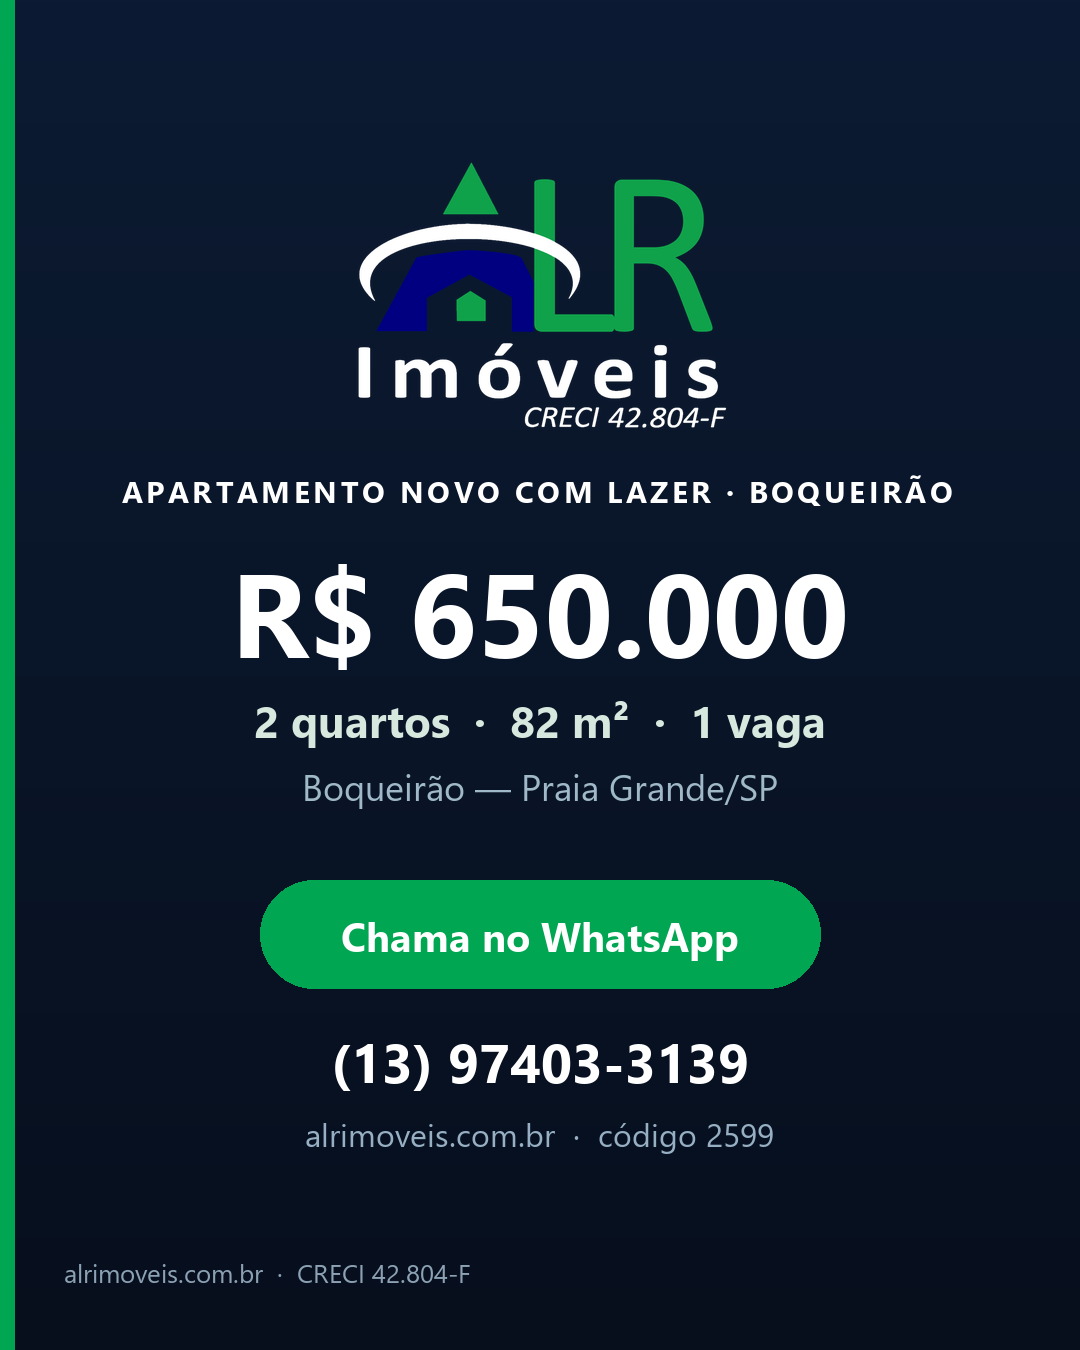 ALR
Imóveis
CRECI 42.804-F
APARTAMENTO NOVO COM LAZER · BOQUEIRÃO
R$ 650.000
2 quartos · 82 m² · 1 vaga
Boqueirão — Praia Grande/SP
Chama no WhatsApp
(13) 97403-3139
alrimoveis.com.br · código 2599
alrimoveis.com.br · CRECI 42.804-F